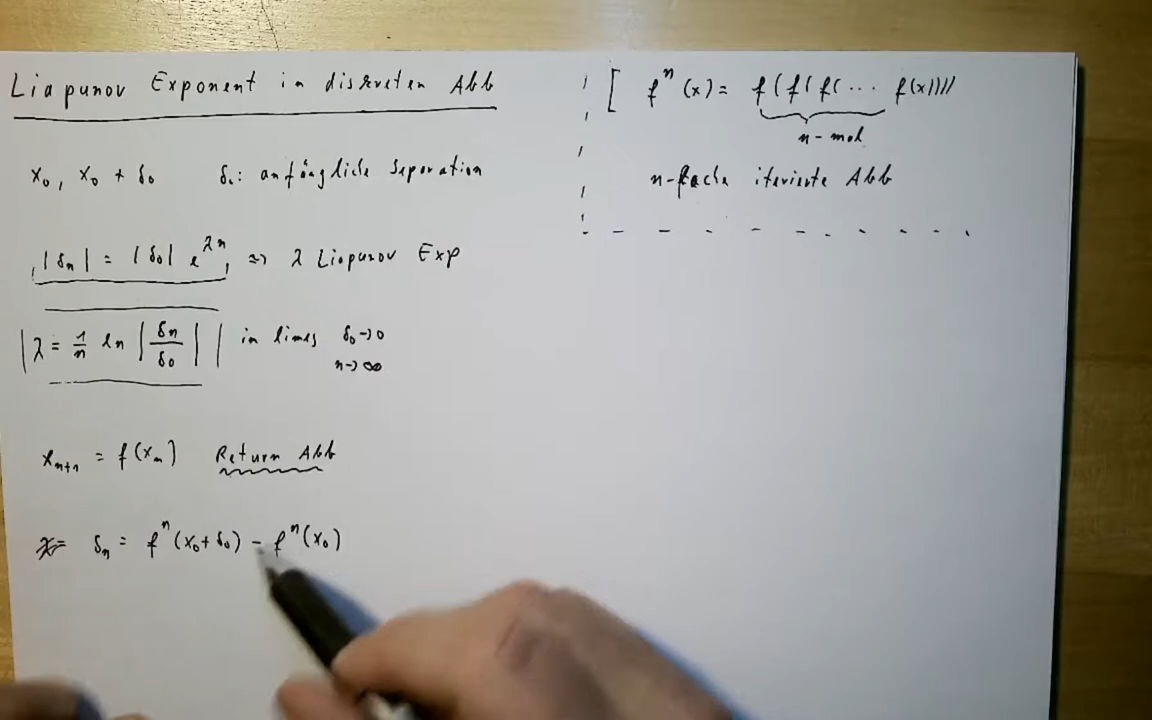 Liapunov Exponent in diskreten Abb
x₀, x₀ + δ₀ δ₀: anfängliche Separation
|δₙ| = |δ₀| e^{λn} => λ Liapunov Exp
λ = 1/n ln |δₙ/δ₀| in limes δ₀→0
n→∞
xₙ₊₁ = f(xₙ) Return Abb
δₙ = fⁿ(x₀+δ₀) - fⁿ(x₀)
[ fⁿ(x) = f(f(f(... f(x))))
n-mal
n-fache iterierte Abb